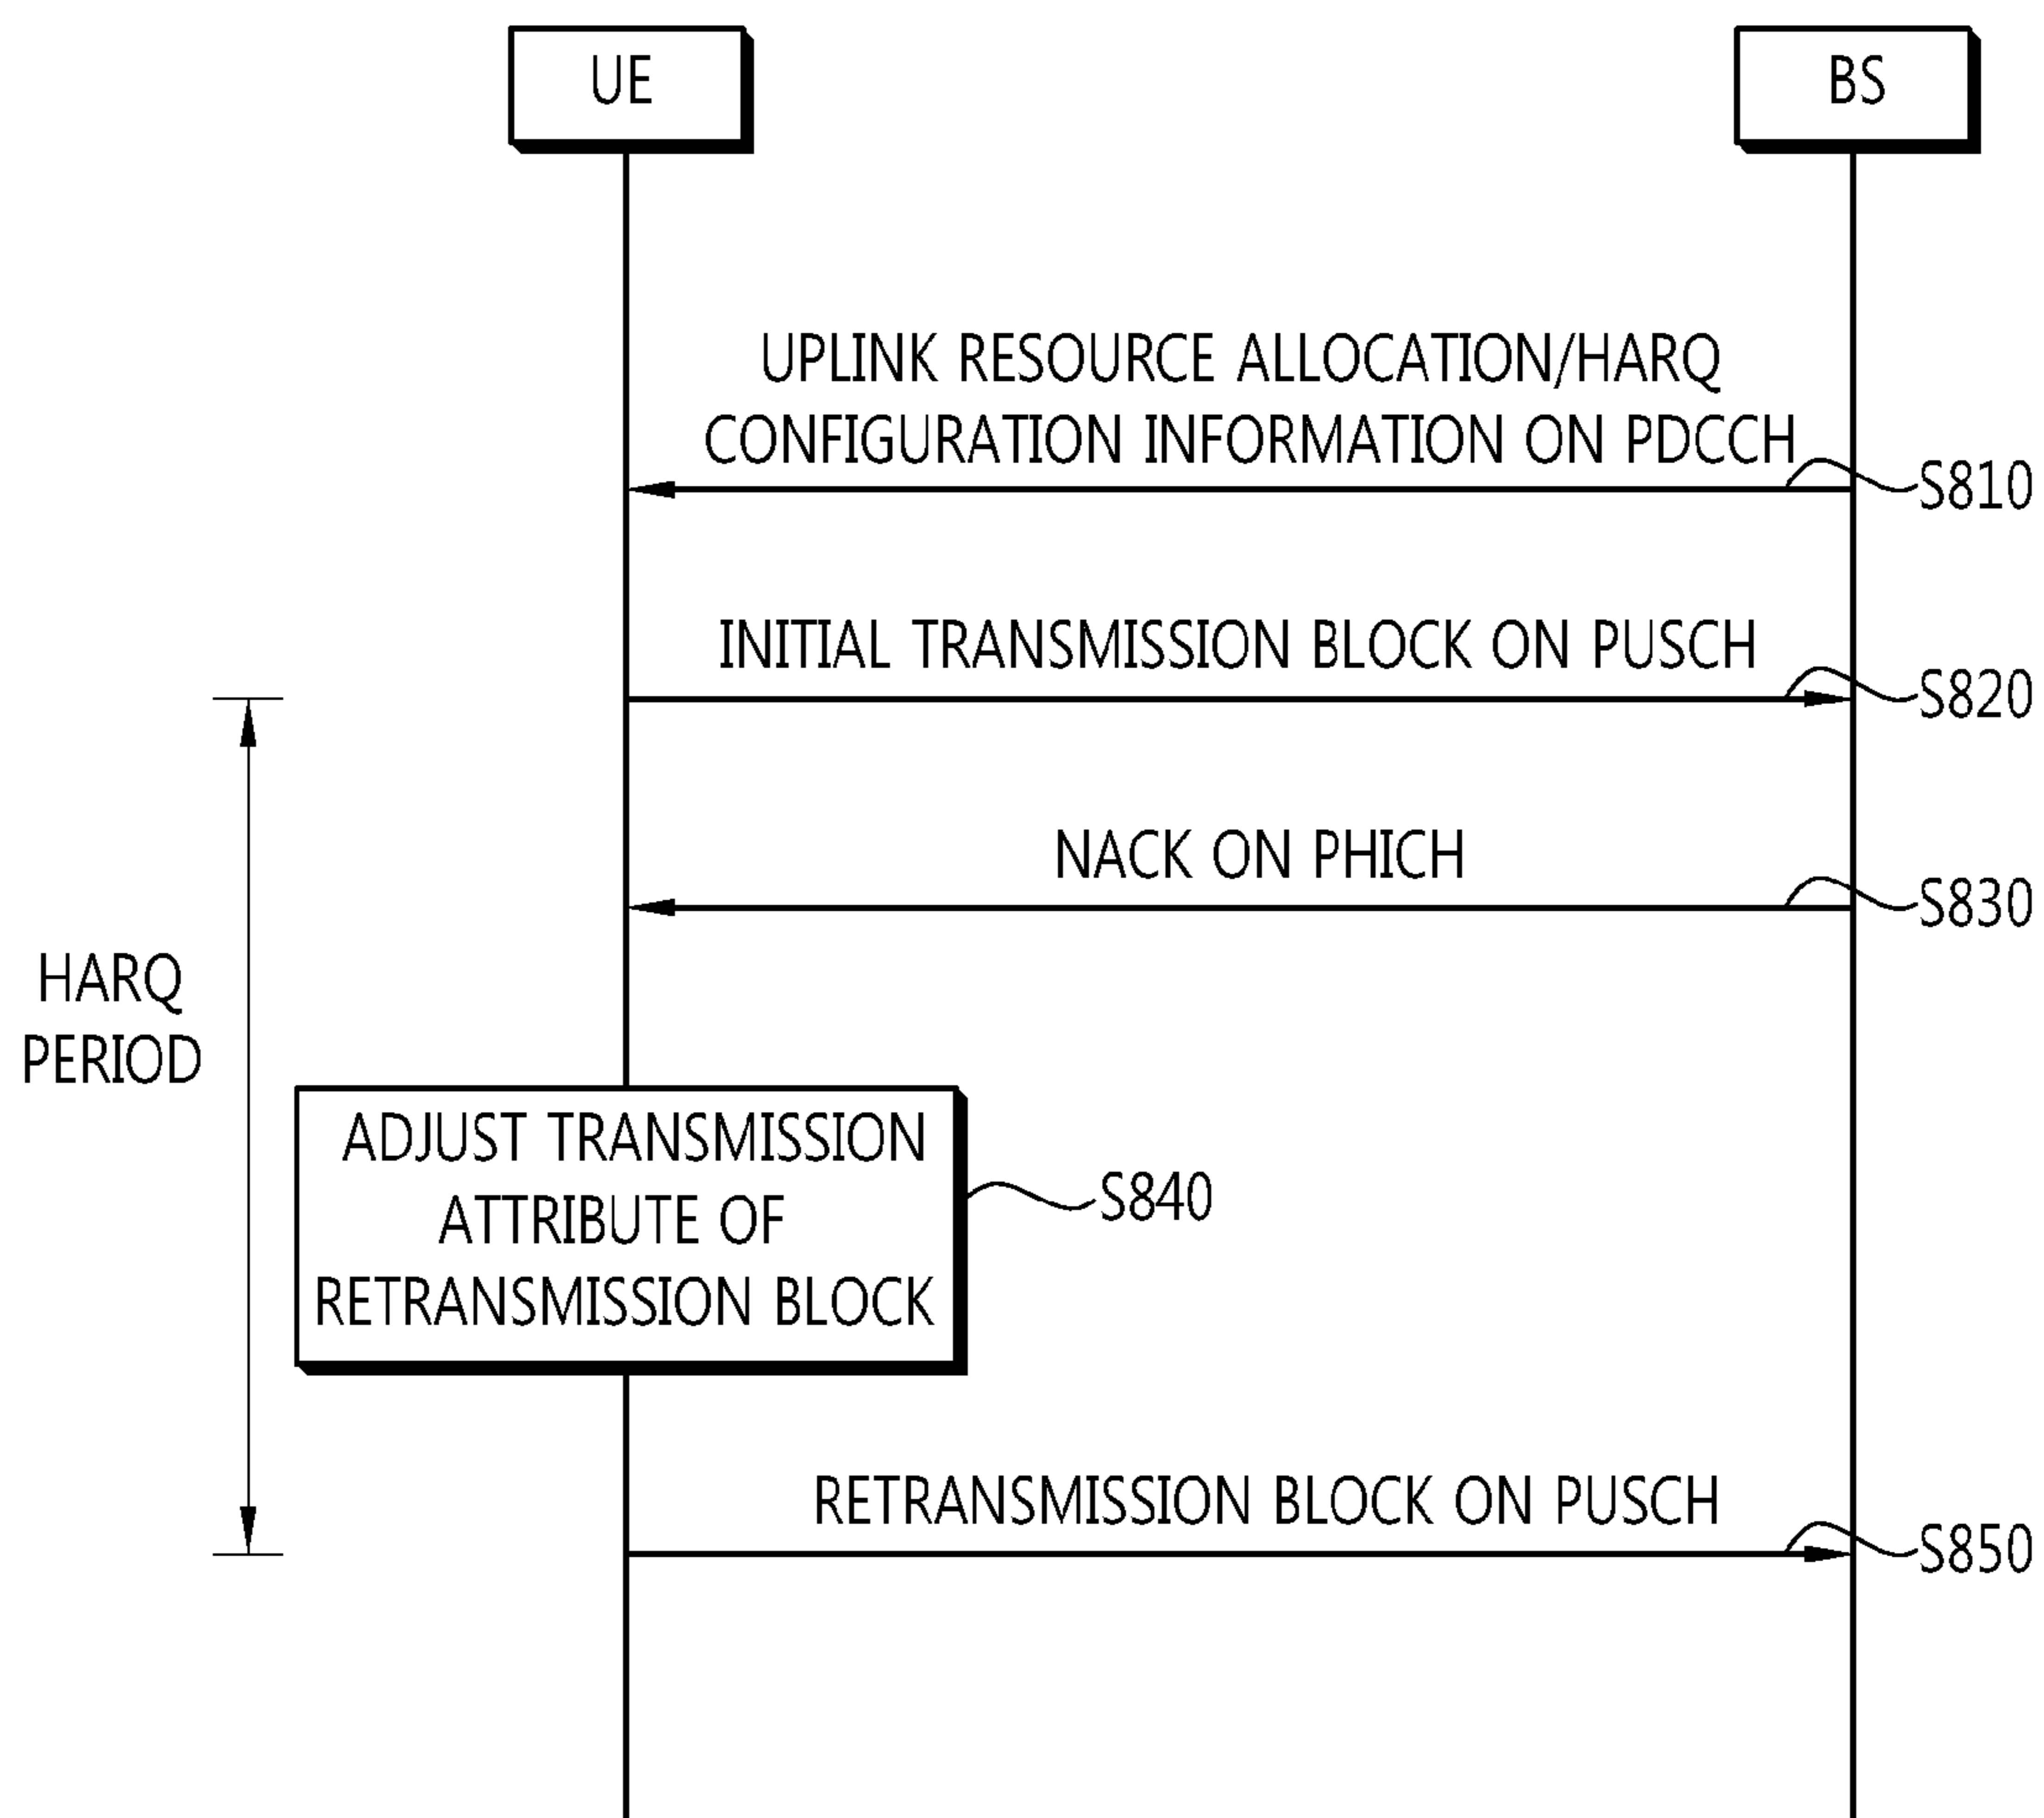 UE
BS
UPLINK RESOURCE ALLOCATION/HARQ
CONFIGURATION INFORMATION ON PDCCH
S810
INITIAL TRANSMISSION BLOCK ON PUSCH
S820
NACK ON PHICH
S830
HARQ
PERIOD
ADJUST TRANSMISSION
ATTRIBUTE OF
RETRANSMISSION BLOCK
S840
RETRANSMISSION BLOCK ON PUSCH
S850